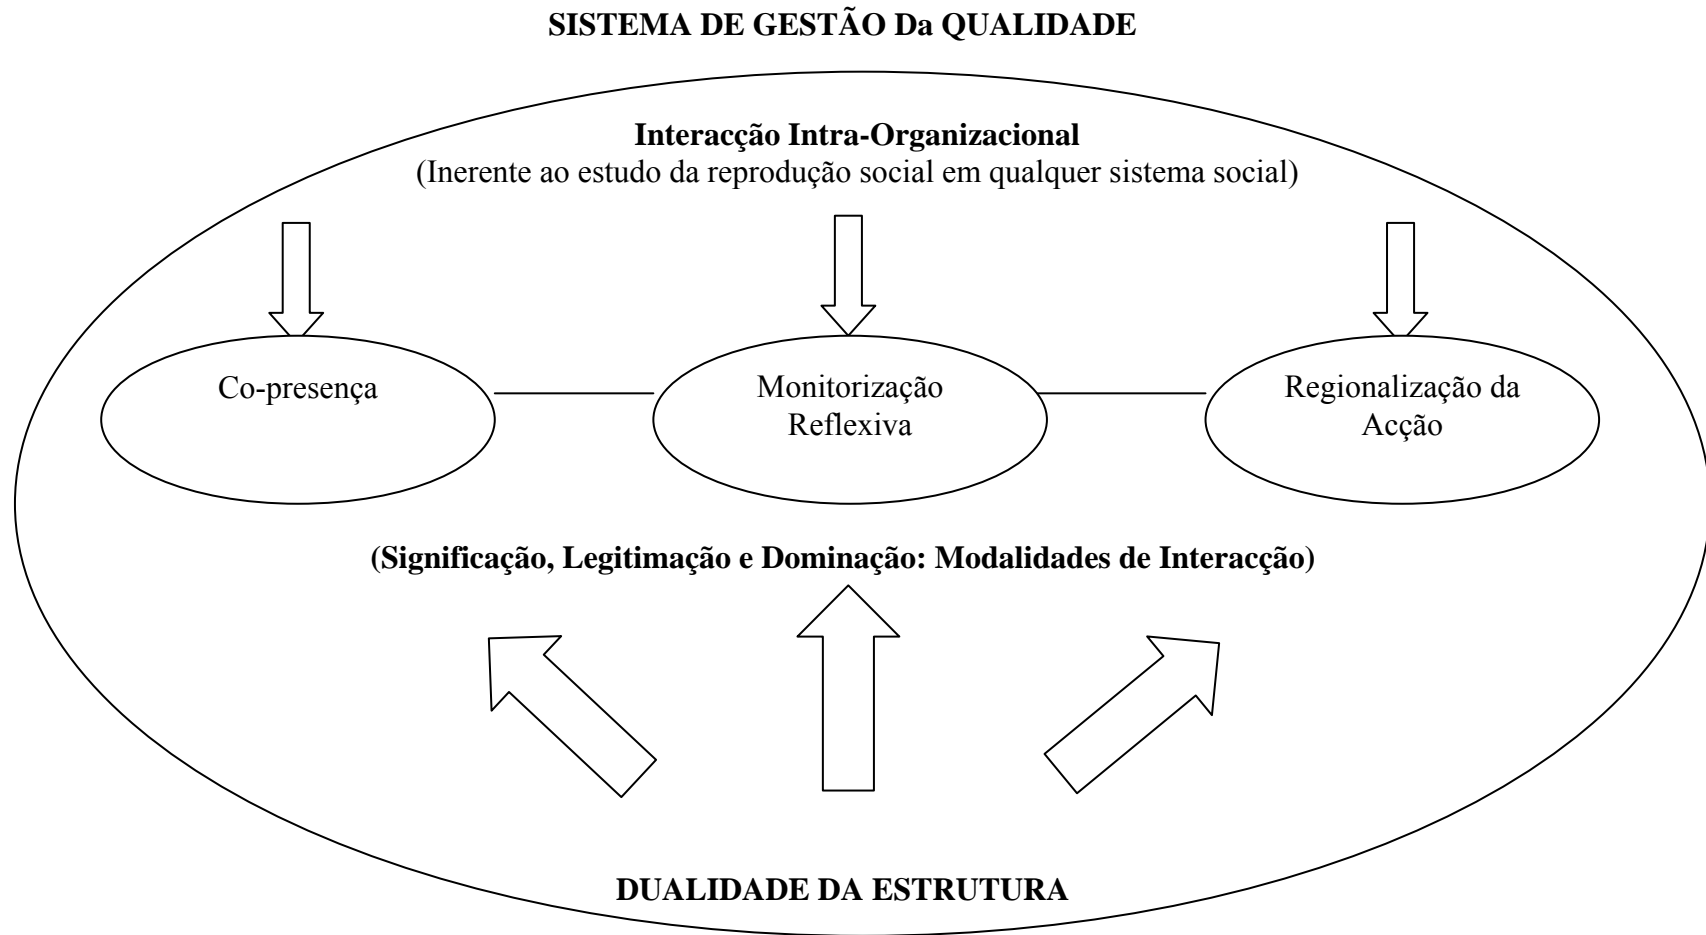 SISTEMA DE GESTÃO Da QUALIDADE
Interacção Intra-Organizacional
(Inerente ao estudo da reprodução social em qualquer sistema social)
Co-presença
Monitorização
Reflexiva
Regionalização da
Acção
(Significação, Legitimação e Dominação: Modalidades de Interacção)
DUALIDADE DA ESTRUTURA